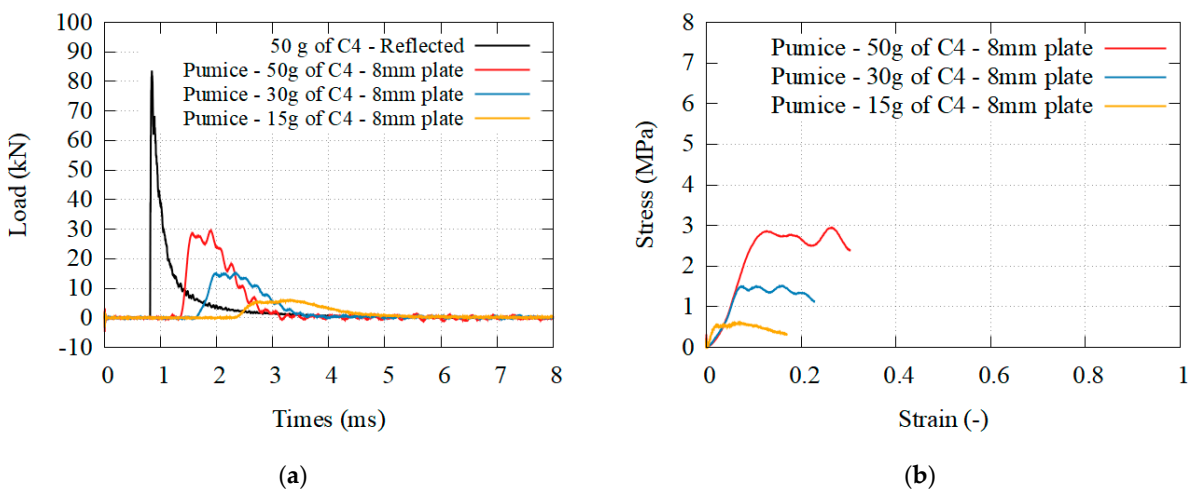 100
90
80
70
60
50
40
30
20
10
0
-10
Load (kN)
50 g of C4 - Reflected
Pumice - 50g of C4 - 8mm plate
Pumice - 30g of C4 - 8mm plate
Pumice - 15g of C4 - 8mm plate
0 1 2 3 4 5 6 7 8
Times (ms)
(a)
8
7
6
5
4
3
2
1
0
Stress (MPa)
Pumice - 50g of C4 - 8mm plate
Pumice - 30g of C4 - 8mm plate
Pumice - 15g of C4 - 8mm plate
0 0.2 0.4 0.6 0.8 1
Strain (-)
(b)